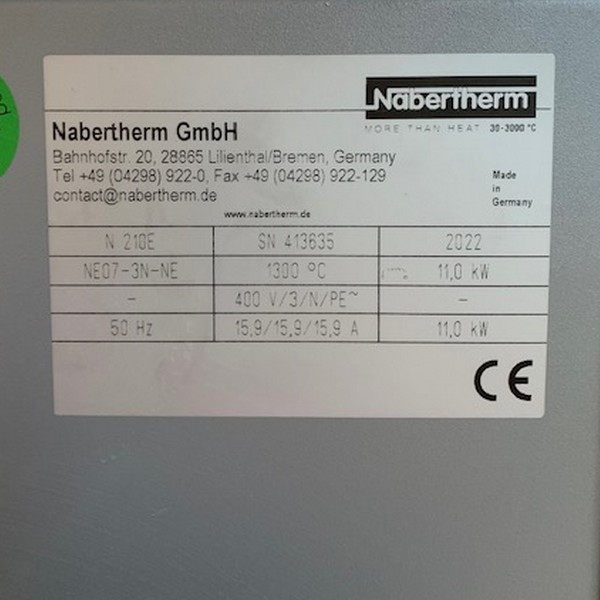 Nabertherm
MORE THAN HEAT 30-3000 °C
Nabertherm GmbH
Bahnhofstr. 20, 28865 Lilienthal/Bremen, Germany
Tel +49 (04298) 922-0, Fax +49 (04298) 922-129
contact@nabertherm.de
Made
in
Germany
www.nabertherm.de
N 210E SN 413635 2022
NE07-3N-NE 1300 °C 11,0 kW
- 400 V/3/N/PE~ -
50 Hz 15,9/15,9/15,9 A 11,0 kW
CE